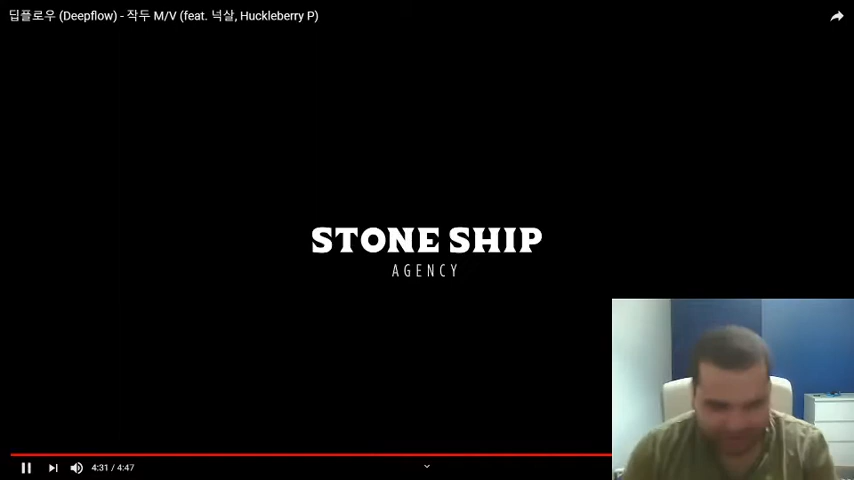 딥플로우 (Deepflow) - 작두 M/V (feat. 넉살, Huckleberry P)
STONE SHIP
AGENCY
4:31 / 4:47